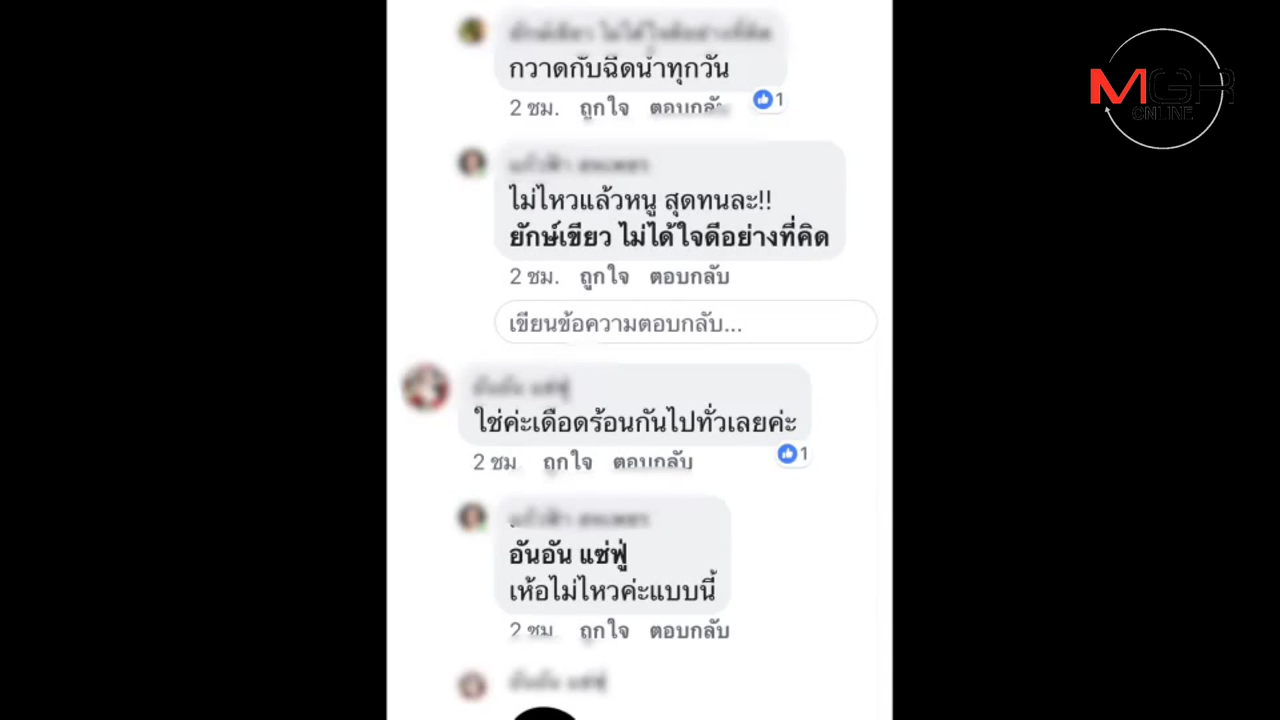 กวาดกับฉีดน้ำทุกวัน
2 ชม. ถูกใจ ตอบกลับ 1
ไม่ไหวแล้วหนู สุดทนละ!!
ยักษ์เขียว ไม่ได้ใจดีอย่างที่คิด
2 ชม. ถูกใจ ตอบกลับ
เขียนข้อความตอบกลับ...
ใช่ค่ะเดือดร้อนกันไปทั่วเลยค่ะ
2 ชม ถูกใจ ตอบกลับ 1
อันอัน แซ่ฟู่
เห้อไม่ไหวค่ะแบบนี้
2 ชม. ถูกใจ ตอบกลับ
MGR
ONLINE